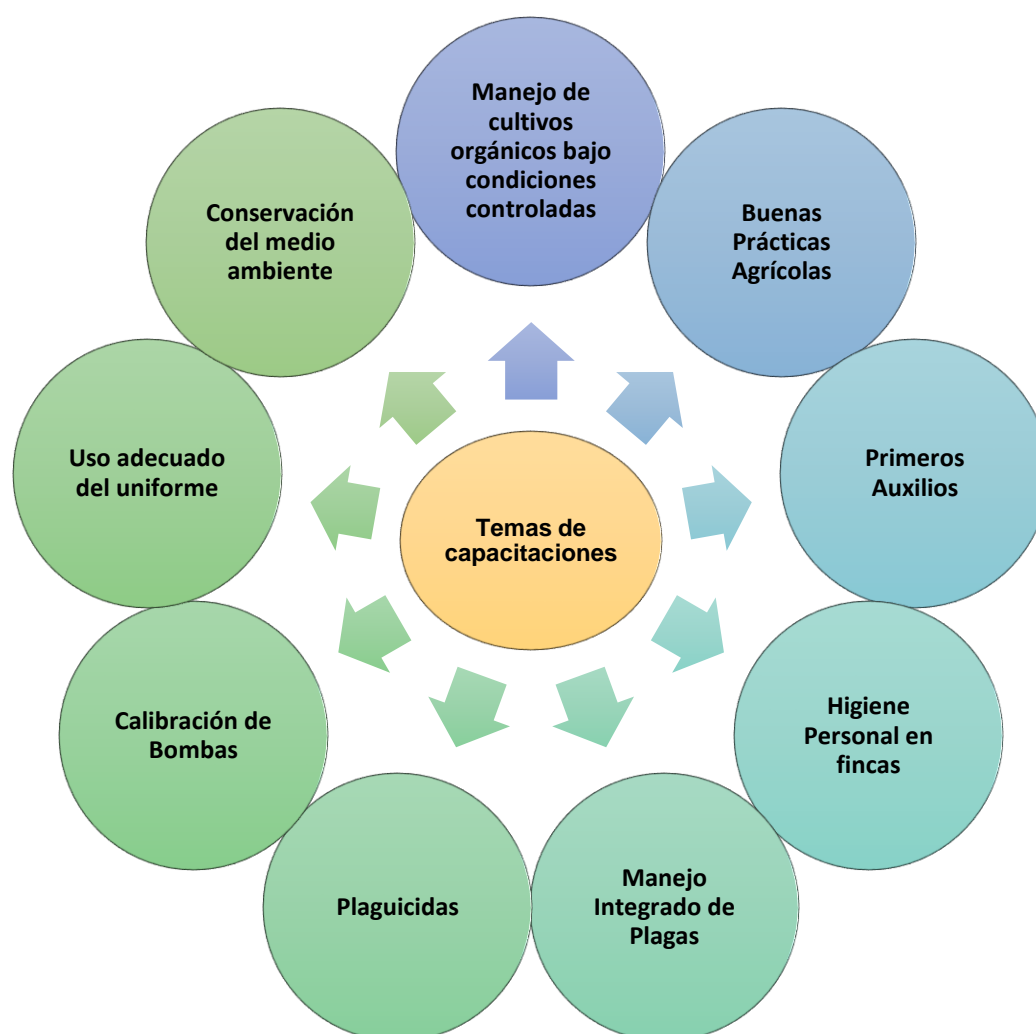 Manejo de
cultivos
orgánicos bajo
condiciones
controladas
Buenas
Prácticas
Agrícolas
Primeros
Auxilios
Higiene
Personal en
fincas
Manejo
Integrado de
Plagas
Plaguicidas
Calibración de
Bombas
Uso adecuado
del uniforme
Conservación
del medio
ambiente
Temas de
capacitaciones